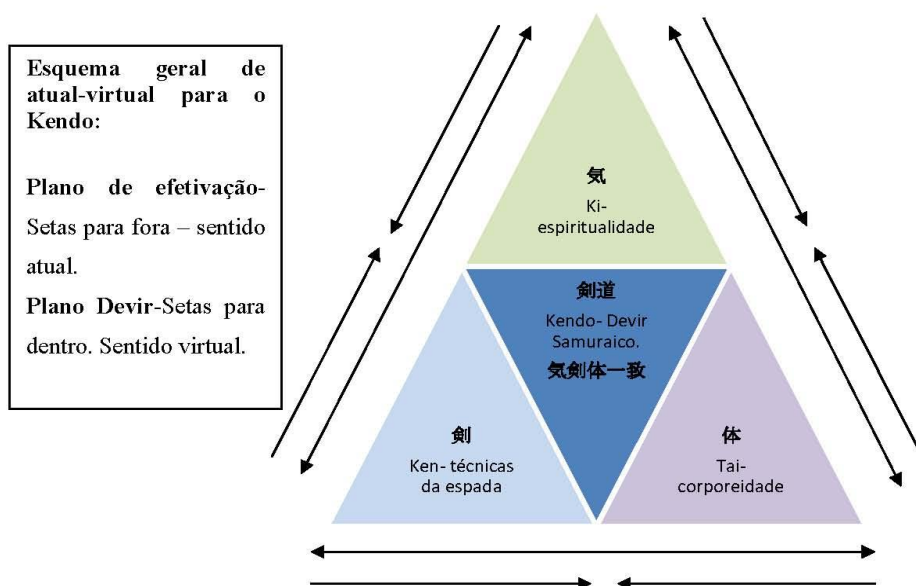 Esquema geral de
atual-virtual para o
Kendo:
Plano de efetivação-
Setas para fora – sentido
atual.
Plano Devir-Setas para
dentro. Sentido virtual.
気
Ki-
espiritualidade
剣道
Kendo- Devir
Samuraico.
気剣体一致
剣
Ken- técnicas
da espada
体
Tai-
corporeidade